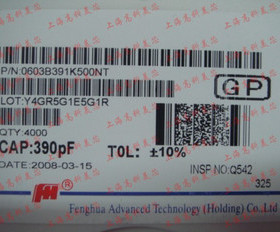 P/N:0603B391K500NT
GP
LOT:Y4GR5G1E5G1R
QTY:4000
CAP:390pF TOL: ±10%
DATE:2008-03-15 INSP NO:Q542
325
Fenghua Advanced Technology (Holding) Co., Ltd